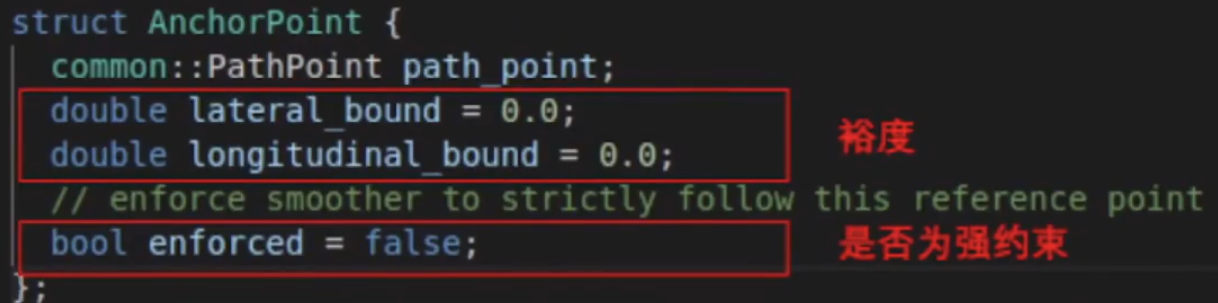 struct AnchorPoint {
common::PathPoint path_point;
double lateral_bound = 0.0;
double longitudinal_bound = 0.0;
裕度
// enforce smoother to strictly follow this reference point
bool enforced = false;
是否为强约束
};